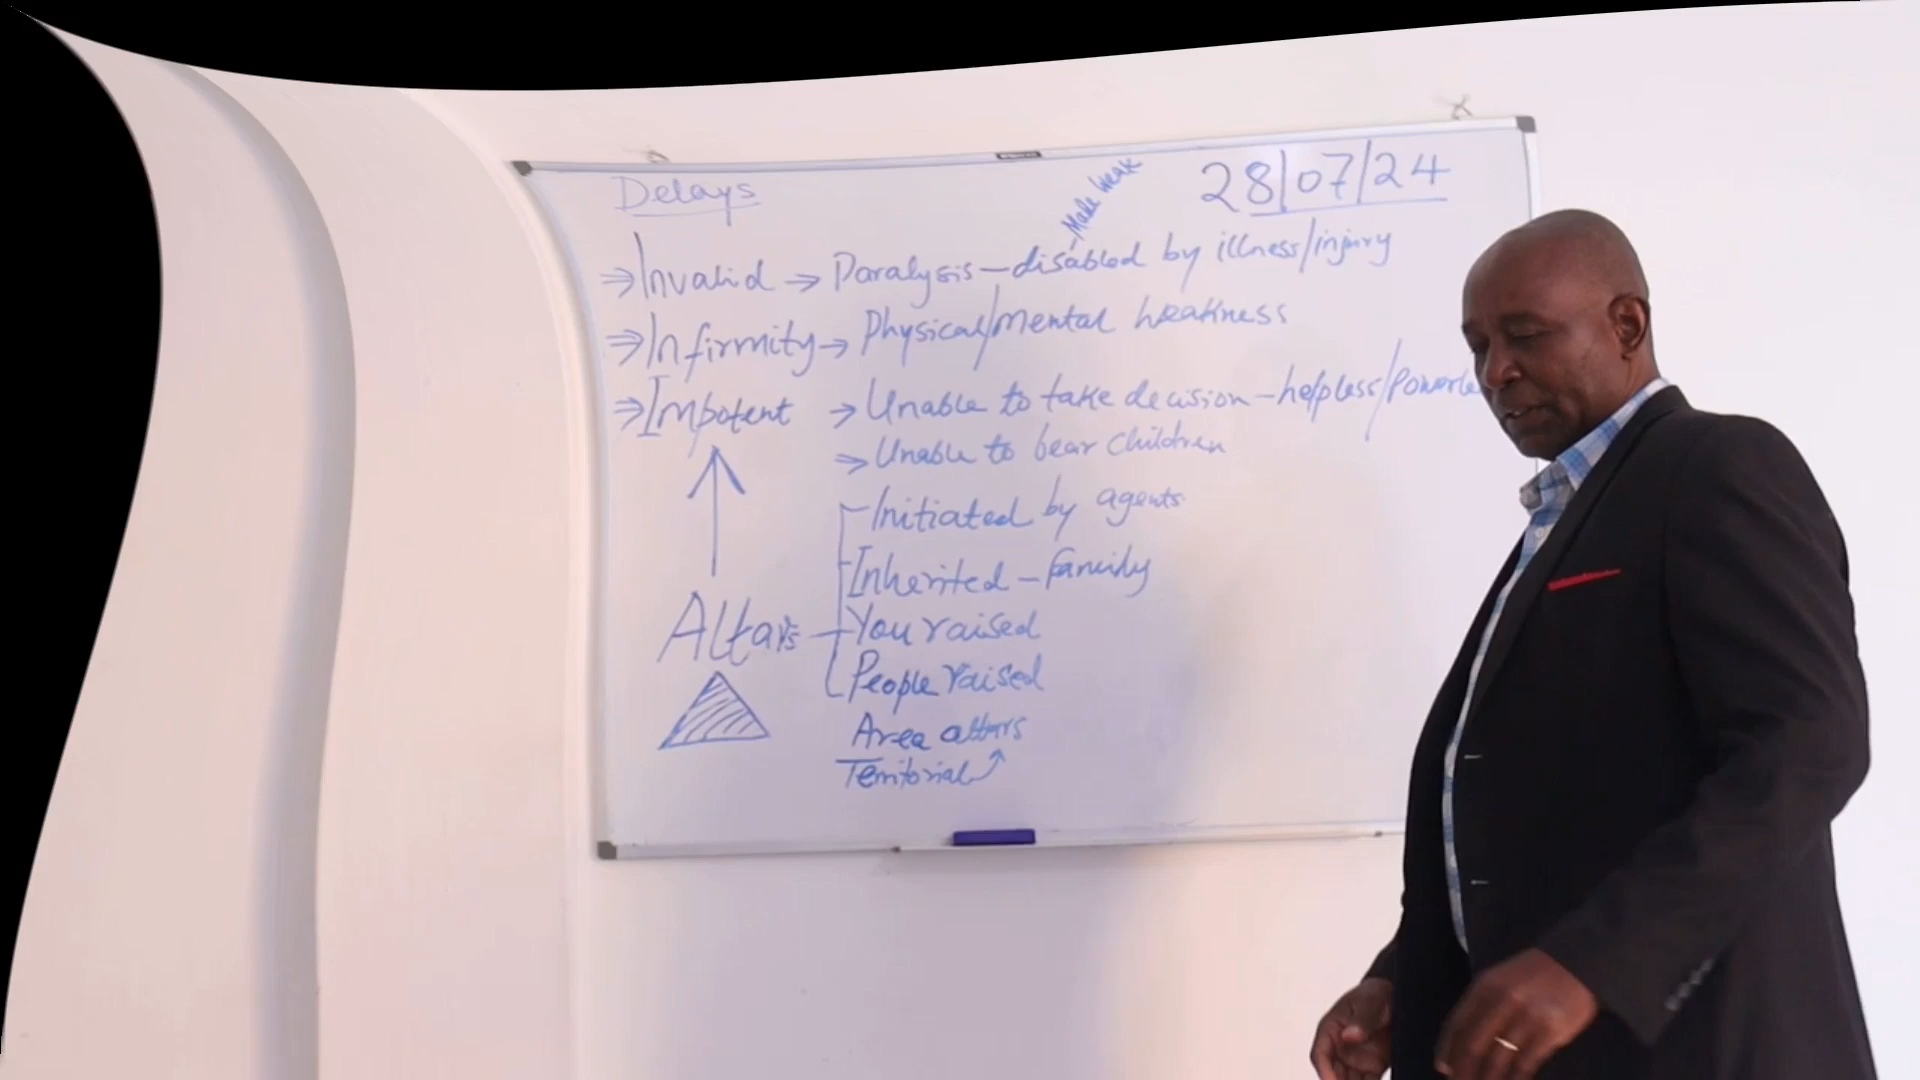 Delays
28/07/24
Made weak
⇒ Invalid → Paralysis – disabled by illness/injury
⇒ Infirmity → Physical/mental weakness
⇒ Impotent → Unable to take decision – helpless/
⇒ Unable to bear children
Initiated by agents
Inherited – family
Altars – You raised
People raised
Area altars
Territorial